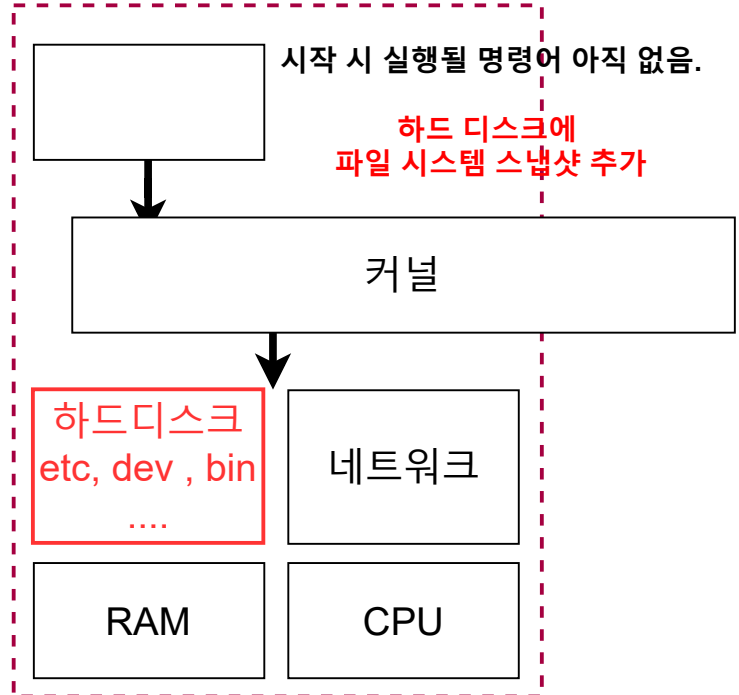 시작 시 실행될 명령어 아직 없음.
하드 디스크에
파일 시스템 스냅샷 추가
커널
하드디스크
etc, dev , bin
....
네트워크
RAM
CPU